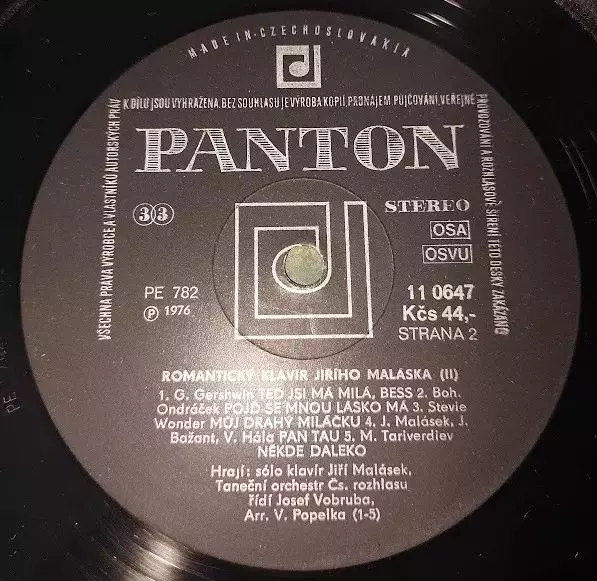 MADE IN CZECHOSLOVAKIA
VŠECHNA PRÁVA VÝROBCE A VLASTNÍKŮ AUTORSKÝCH PRÁV
K DÍLU JSOU VYHRAŽENA. BEZ SOUHLASU JE VÝROBA KOPIÍ, PRONÁJEM PŮJČOVÁNÍ, VEŘEJNÉ
PROVOZOVÁNÍ A ROZHLASOVÉ ŠÍŘENÍ TÉTO DESKY ZAKÁZÁNO
PANTON
33
STEREO
OSA
OSVU
PE 782
Ⓟ 1976
11 0647
Kčs 44,-
STRANA 2
ROMANTICKÝ KLAVÍR JIŘÍHO MALÁSKA (II)
1. G. Gershwin TEĎ JSI MÁ MILÁ, BESS 2. Boh.
Ondráček POJĎ SE MNOU LÁSKO MÁ 3. Stevie
Wonder MŮJ DRAHÝ MILÁČKU 4. J. Malásek, J.
Bažant, V. Hála PAN TAU 5. M. Tariverdiev
NĚKDE DALEKO
Hrají: sólo klavír Jiří Malásek,
Taneční orchestr Čs. rozhlasu
řídí Josef Vobruba,
Arr. V. Popelka (1-5)